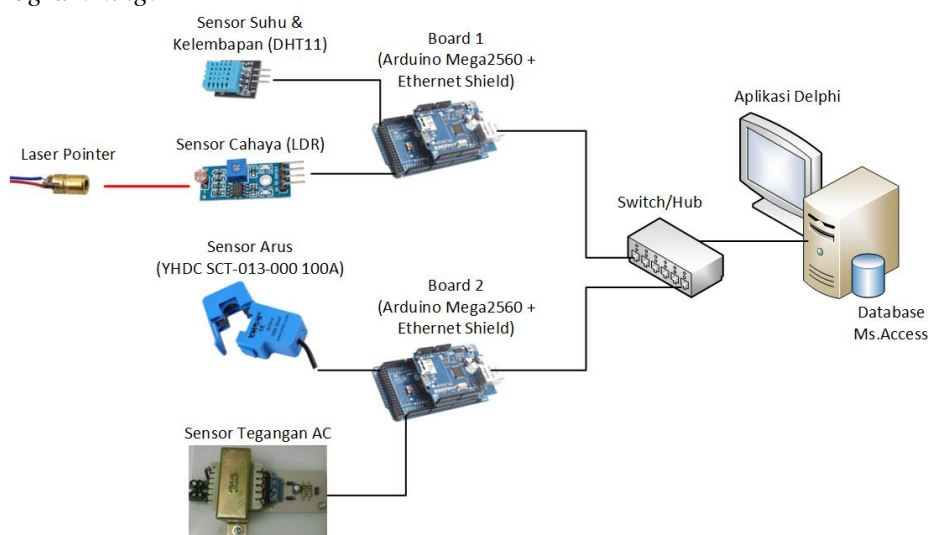 Sensor Suhu &
Kelembapan (DHT11)
Board 1
(Arduino Mega2560 +
Ethernet Shield)
Aplikasi Delphi
Laser Pointer
Sensor Cahaya (LDR)
Switch/Hub
Sensor Arus
(YHDC SCT-013-000 100A)
Board 2
(Arduino Mega2560 +
Ethernet Shield)
Database
Ms.Access
Sensor Tegangan AC